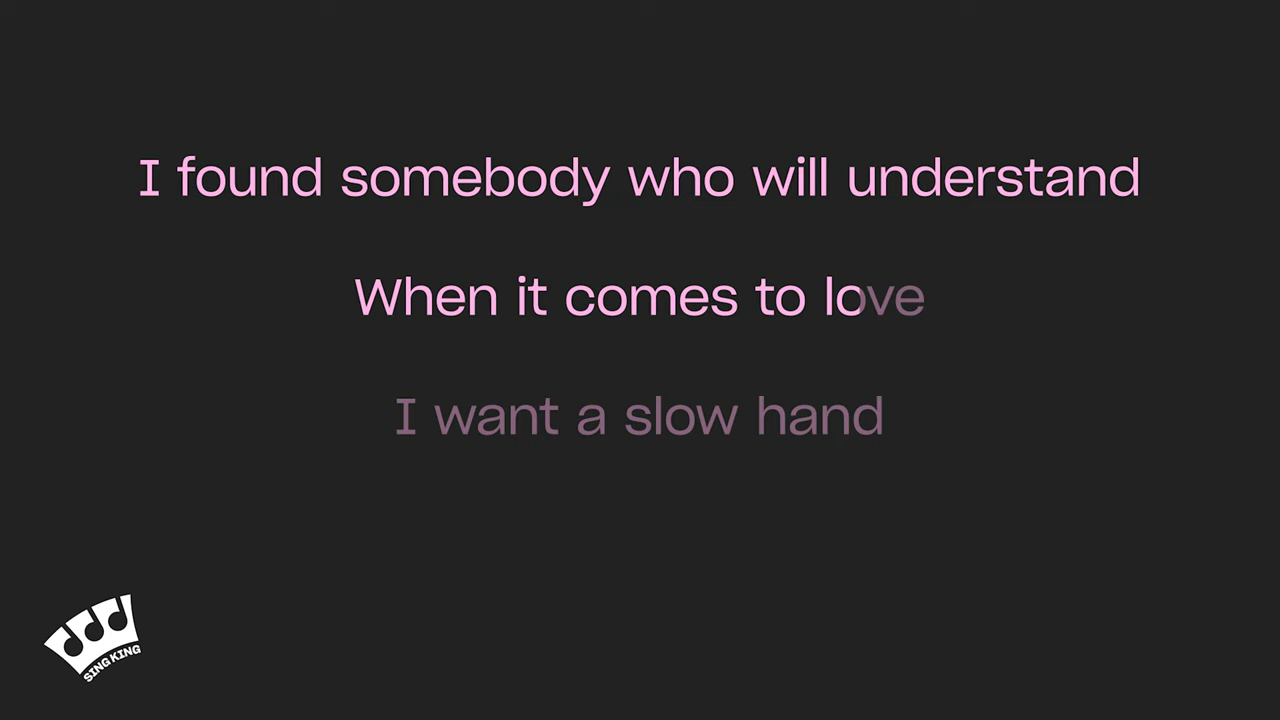 I found somebody who will understand
When it comes to love
I want a slow hand
SING KING